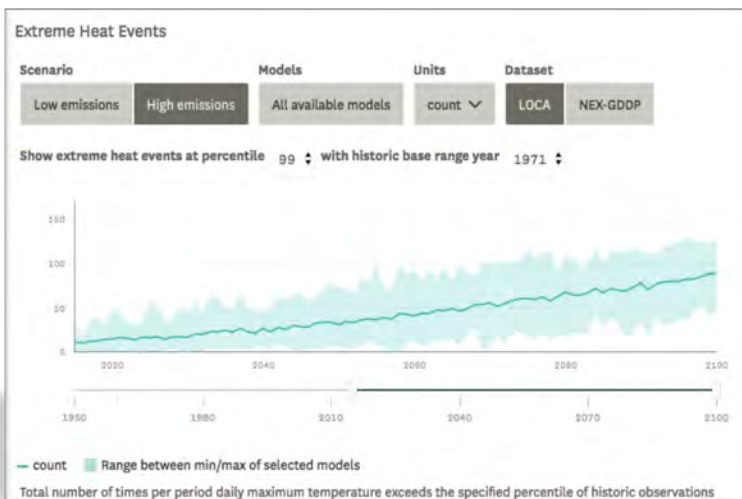 Extreme Heat Events
Scenario Models Units Dataset
Low emissions High emissions All available models count LOCA NEX-GDDP
Show extreme heat events at percentile 99 with historic base range year 1971
150
100
50
0
2020 2040 2060 2080 2100
1950 1980 2010 2040 2070 2100
count Range between min/max of selected models
Total number of times per period daily maximum temperature exceeds the specified percentile of historic observations